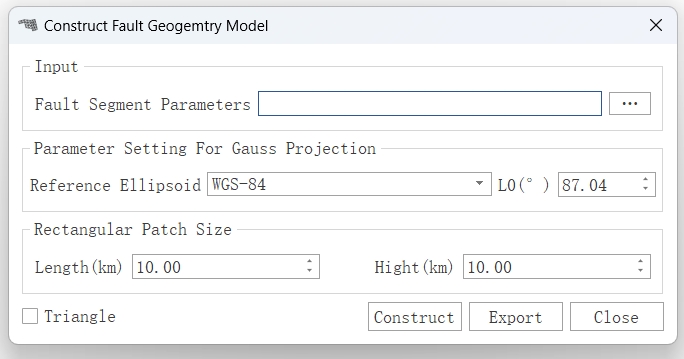 Construct Fault Geogemtry Model
Input
Fault Segment Parameters ...
Parameter Setting For Gauss Projection
Reference Ellipsoid WGS-84 L0(° ) 87.04
Rectangular Patch Size
Length(km) 10.00 Hight(km) 10.00
Triangle Construct Export Close